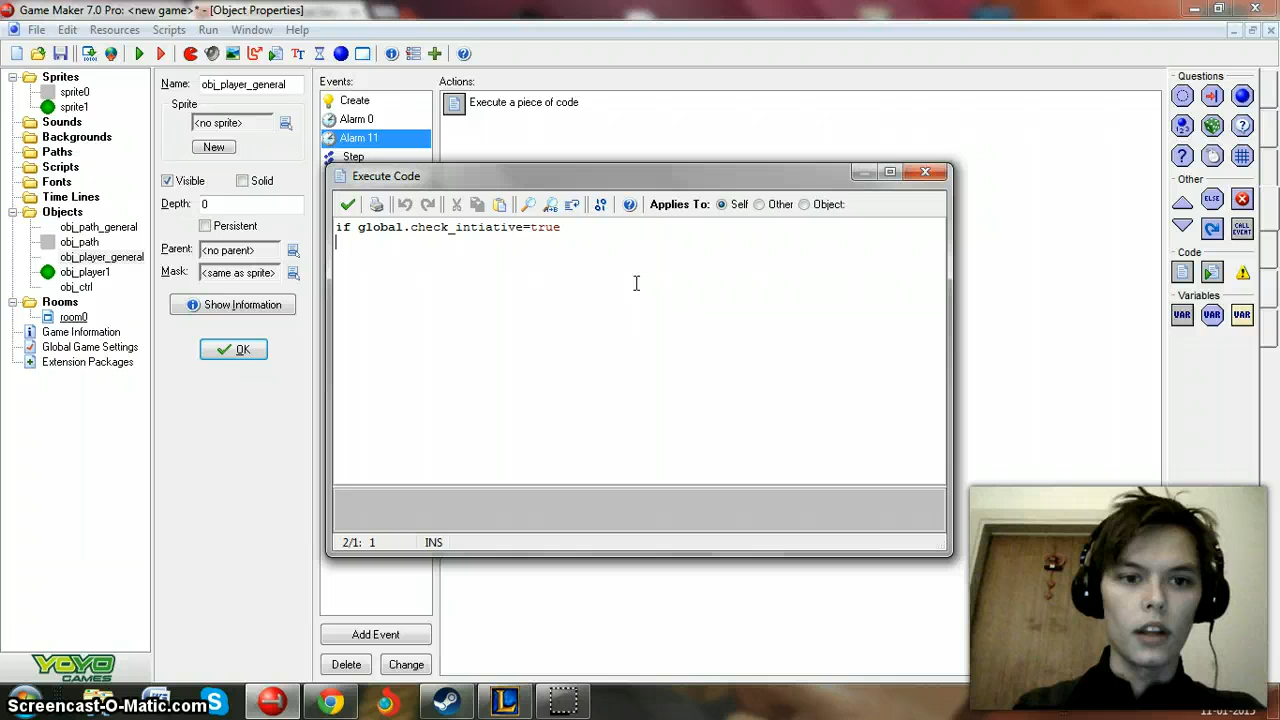 Game Maker 7.0 Pro: <new game>* - [Object Properties]
File Edit Resources Scripts Run Window Help
Sprites
sprite0
sprite1
Sounds
Backgrounds
Paths
Scripts
Fonts
Time Lines
Objects
obj_path_general
obj_path
obj_player_general
obj_player1
obj_ctrl
Rooms
room0
Game Information
Global Game Settings
Extension Packages
YOYO
GAMES
Name: obj_player_general
Sprite
<no sprite>
New
Visible Solid
Depth: 0
Persistent
Parent: <no parent>
Mask: <same as sprite>
Show Information
OK
Events:
Create
Alarm 0
Alarm 11
Step
Add Event
Delete Change
Actions:
Execute a piece of code
Execute Code
Applies To: Self Other Object:
if global.check_intiative=true
2/1: 1 INS
Questions
Other
ELSE
CALL
EVENT
Code
Variables
VAR VAR VAR
Screencast-O-Matic.com
11-01-2013